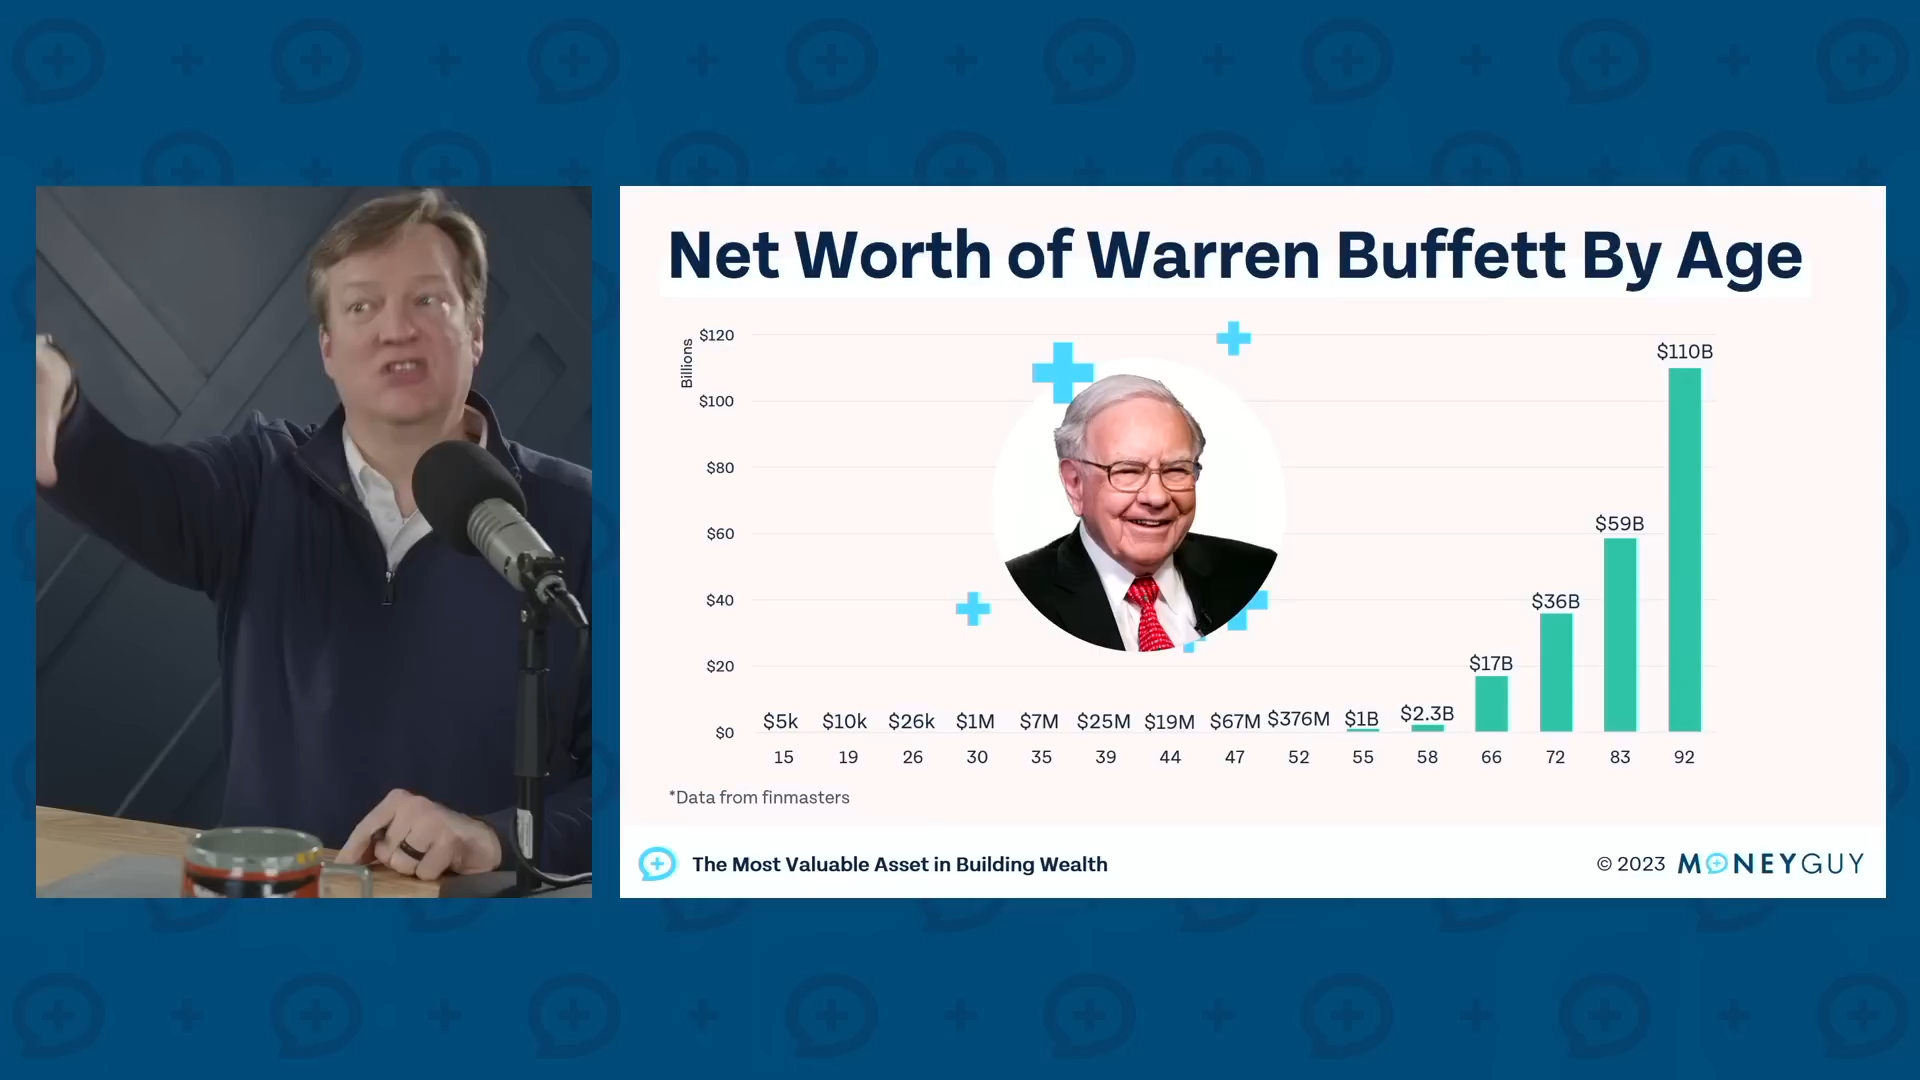 Net Worth of Warren Buffett By Age
Billions
$120
$100
$80
$60
$40
$20
$0
$5k $10k $26k $1M $7M $25M $19M $67M $376M $1B $2.3B $17B $36B $59B $110B
15 19 26 30 35 39 44 47 52 55 58 66 72 83 92
*Data from finmasters
The Most Valuable Asset in Building Wealth
© 2023 MONEYGUY